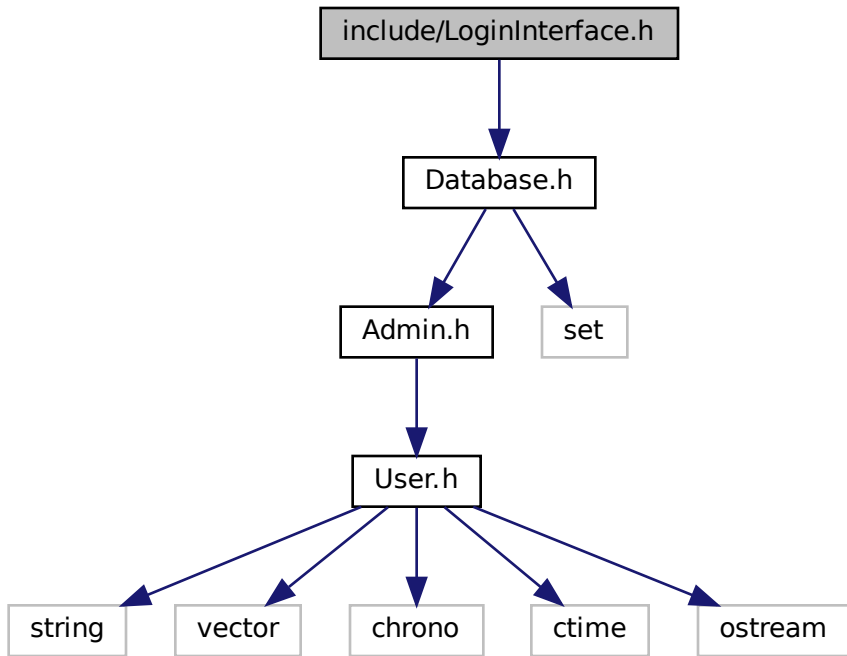 include/LoginInterface.h
Database.h
Admin.h
set
User.h
string
vector
chrono
ctime
ostream